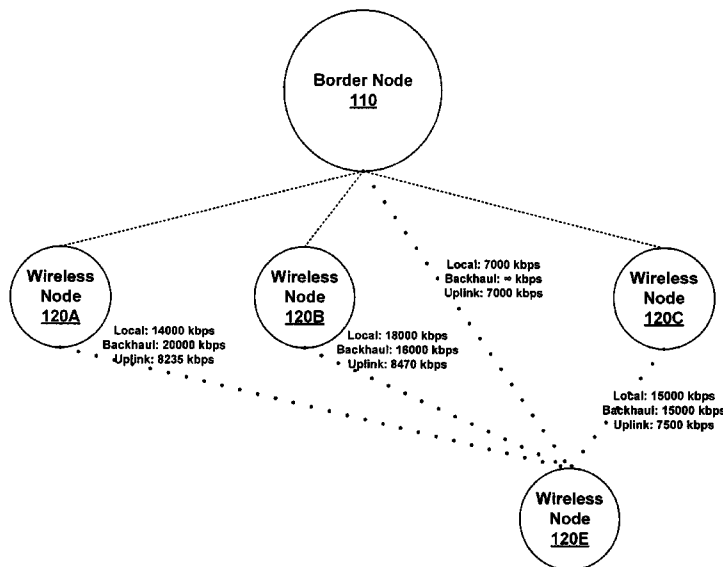 Border Node
110
Wireless
Node
120A
Wireless
Node
120B
Wireless
Node
120C
Local: 7000 kbps
Backhaul: ∞ kbps
Uplink: 7000 kbps
Local: 14000 kbps
Backhaul: 20000 kbps
Uplink: 8235 kbps
Local: 18000 kbps
Backhaul: 16000 kbps
Uplink: 8470 kbps
Local: 15000 kbps
Backhaul: 15000 kbps
Uplink: 7500 kbps
Wireless
Node
120E